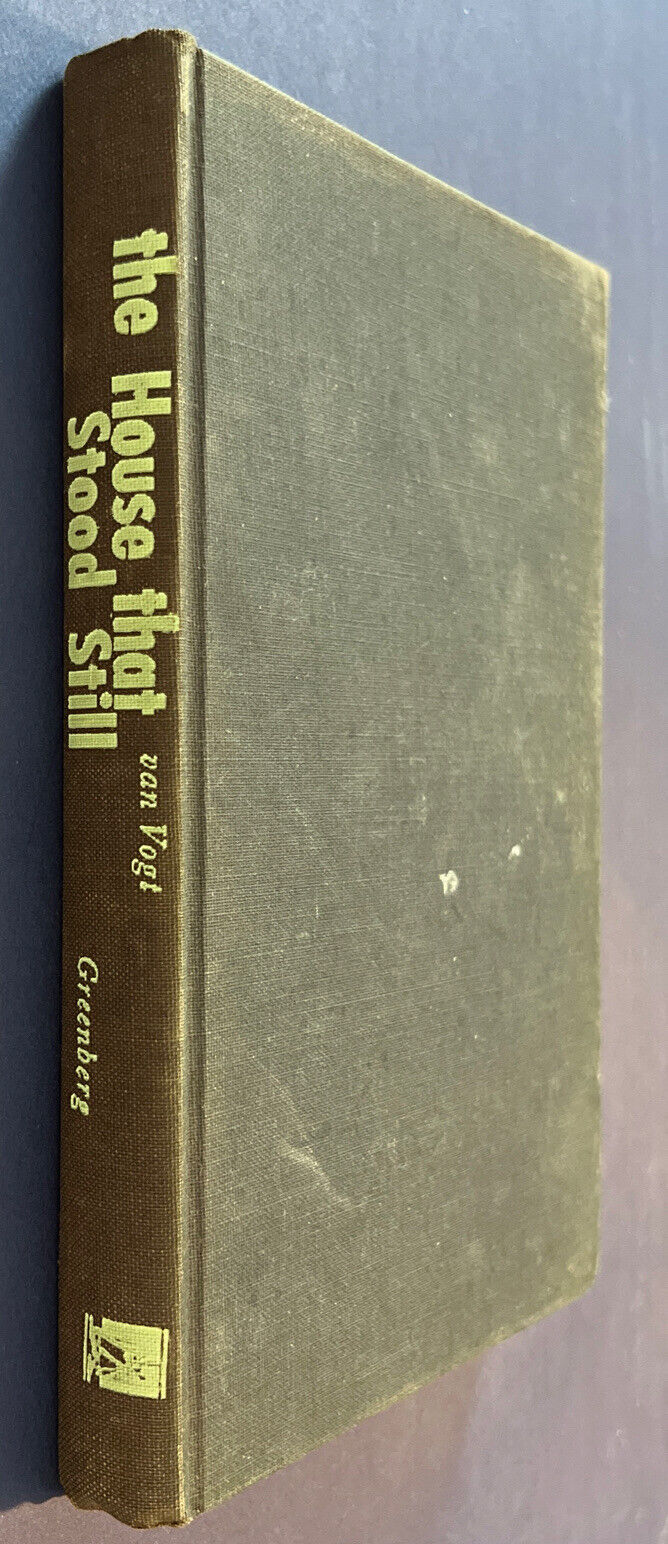 the House that
Stood Still
van Vogt
Greenberg